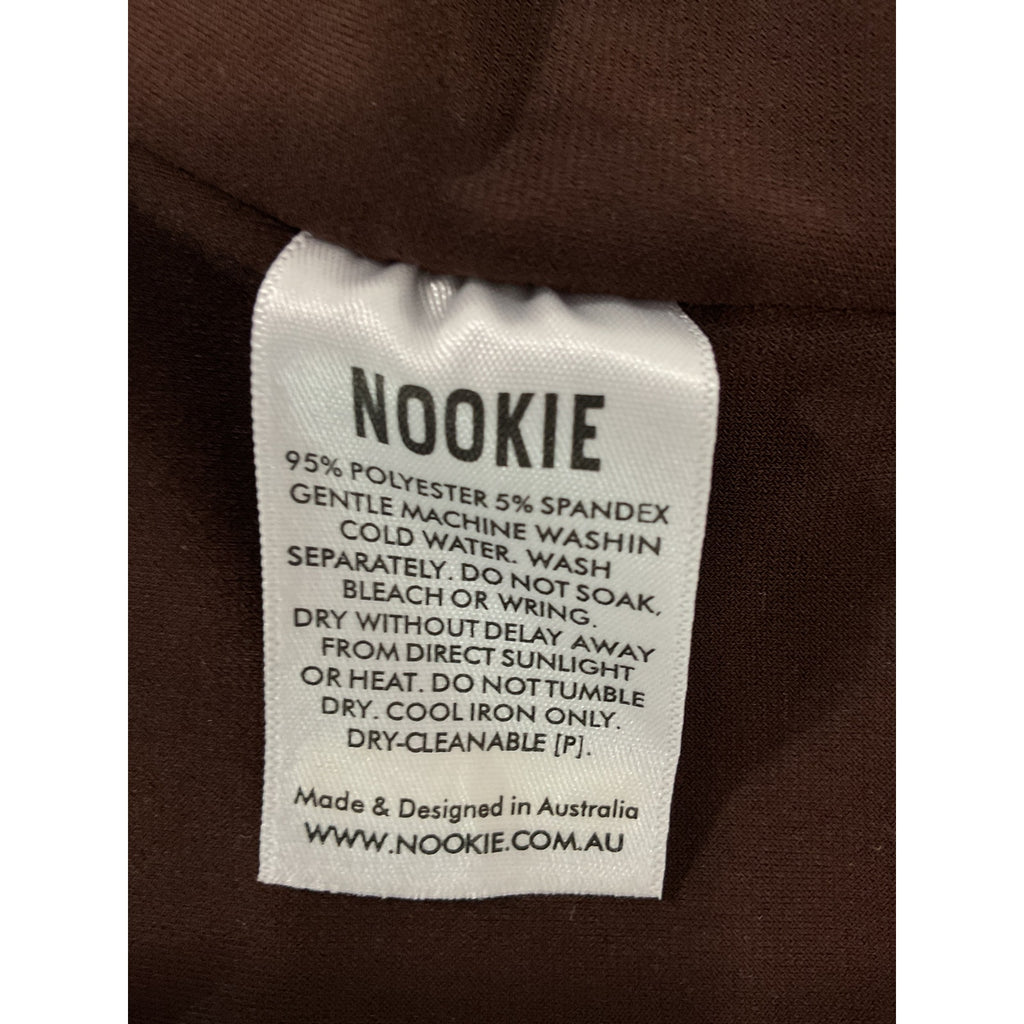 NOOKIE
95% POLYESTER 5% SPANDEX
GENTLE MACHINE WASHIN
COLD WATER. WASH
SEPARATELY. DO NOT SOAK,
BLEACH OR WRING.
DRY WITHOUT DELAY AWAY
FROM DIRECT SUNLIGHT
OR HEAT. DO NOT TUMBLE
DRY. COOL IRON ONLY.
DRY-CLEANABLE [P].
Made & Designed in Australia
WWW.NOOKIE.COM.AU